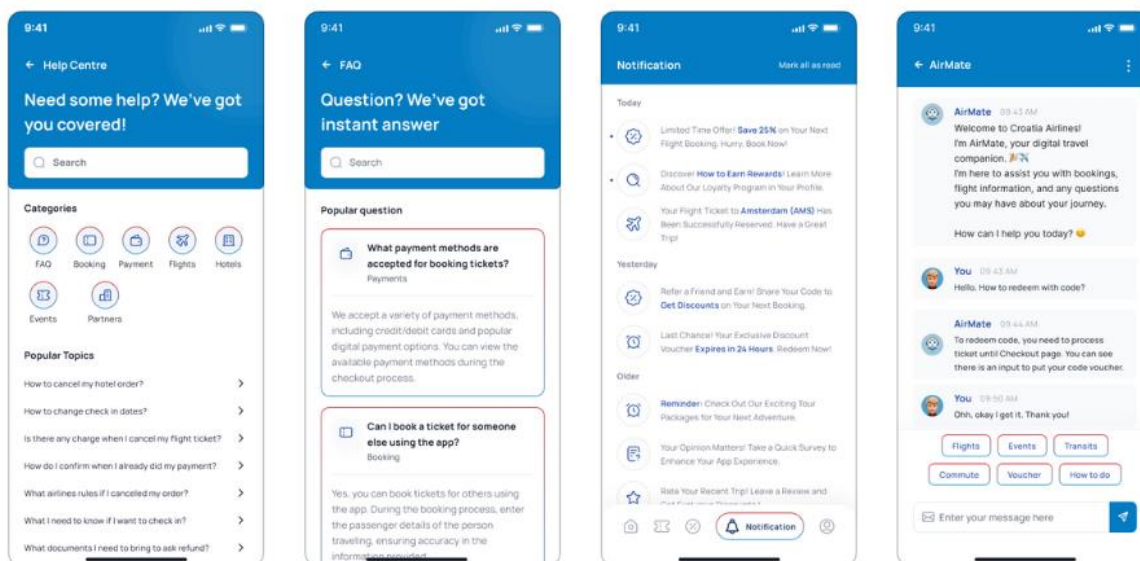 9:41
← Help Centre
Need some help? We've got
you covered!
Search
Categories
FAQ Booking Payment Flights Hotels
Events Partners
Popular Topics
How to cancel my hotel order?
How to change check in dates?
Is there any charge when I cancel my flight ticket?
How do I confirm when I already did my payment?
What airlines rules if I canceled my order?
What I need to know if I want to check in?
What documents I need to bring to ask refund?
9:41
← FAQ
Question? We've got
instant answer
Search
Popular question
What payment methods are
accepted for booking tickets?
Payments
We accept a variety of payment methods,
including credit/debit cards and popular
digital payment options. You can view the
available payment methods during the
checkout process.
Can I book a ticket for someone
else using the app?
Booking
Yes, you can book tickets for others using
the app. During the booking process, enter
the passenger details of the person
traveling, ensuring accuracy in the
information provided.
9:41
Notification Mark all as read
Today
Limited Time Offer! Save 25% on Your Next
Flight Booking. Hurry, Book Now!
Discover How to Earn Rewards! Learn More
About Our Loyalty Program in Your Profile.
Your Flight Ticket to Amsterdam (AMS) Has
Been Successfully Reserved. Have a Great
Trip!
Yesterday
Refer a Friend and Earn! Share Your Code to
Get Discounts on Your Next Booking.
Last Chance! Your Exclusive Discount
Voucher Expires in 24 Hours. Redeem Now!
Older
Reminder: Check Out Our Exciting Tour
Packages for Your Next Adventure.
Your Opinion Matters! Take a Quick Survey to
Enhance Your App Experience.
Rate Your Recent Trip! Leave a Review and
Notification
9:41
← AirMate
AirMate 09:43 AM
Welcome to Croatia Airlines!
I'm AirMate, your digital travel
companion. 🎉✈️
I'm here to assist you with bookings,
flight information, and any questions
you may have about your journey.
How can I help you today? 😊
You 09:43 AM
Hello. How to redeem with code?
AirMate 09:44 AM
To redeem code, you need to process
ticket until Checkout page. You can see
there is an input to put your code voucher.
You 09:50 AM
Ohh, okay I get it. Thank you!
Flights Events Transits
Commute Voucher How to do
Enter your message here